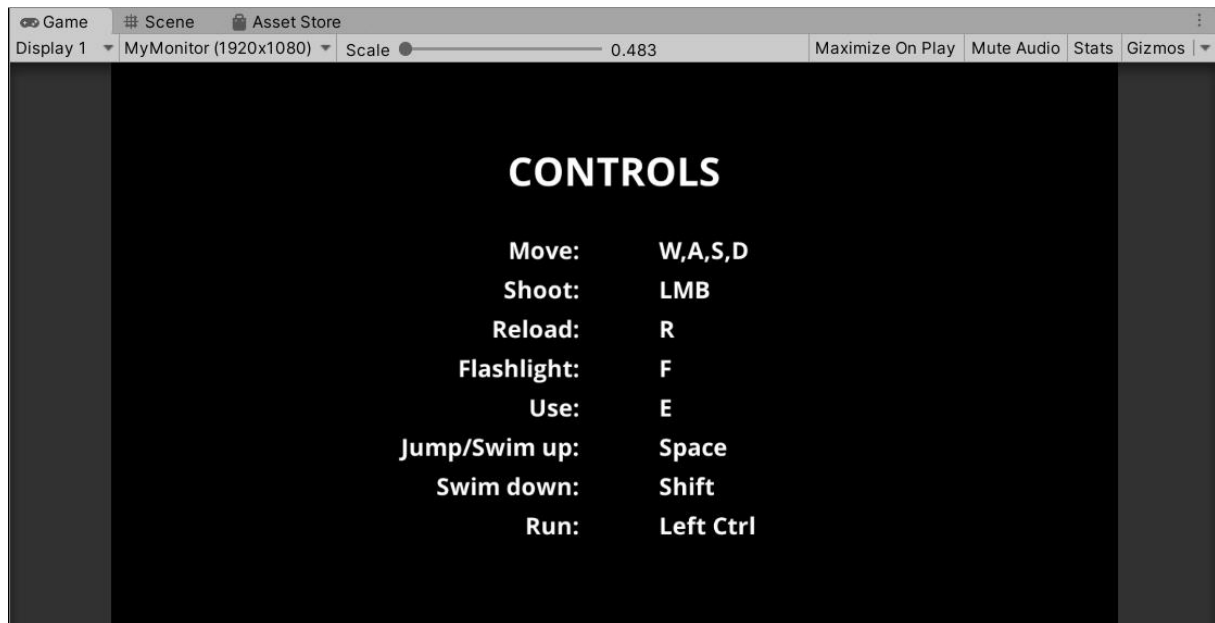 Game Scene Asset Store
Display 1 MyMonitor (1920x1080) Scale 0.483 Maximize On Play Mute Audio Stats Gizmos
CONTROLS
Move: W,A,S,D
Shoot: LMB
Reload: R
Flashlight: F
Use: E
Jump/Swim up: Space
Swim down: Shift
Run: Left Ctrl